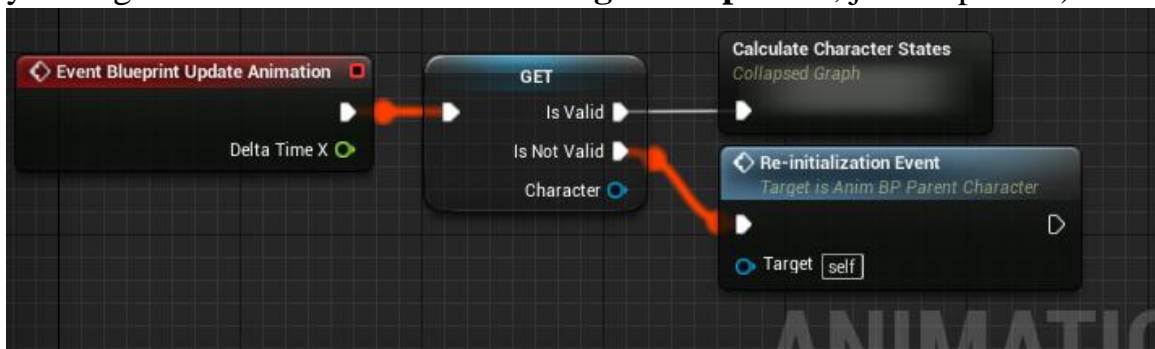 Event Blueprint Update Animation
Delta Time X
GET
Is Valid
Is Not Valid
Character
Calculate Character States
Collapsed Graph
Re-initialization Event
Target is Anim BP Parent Character
Target self